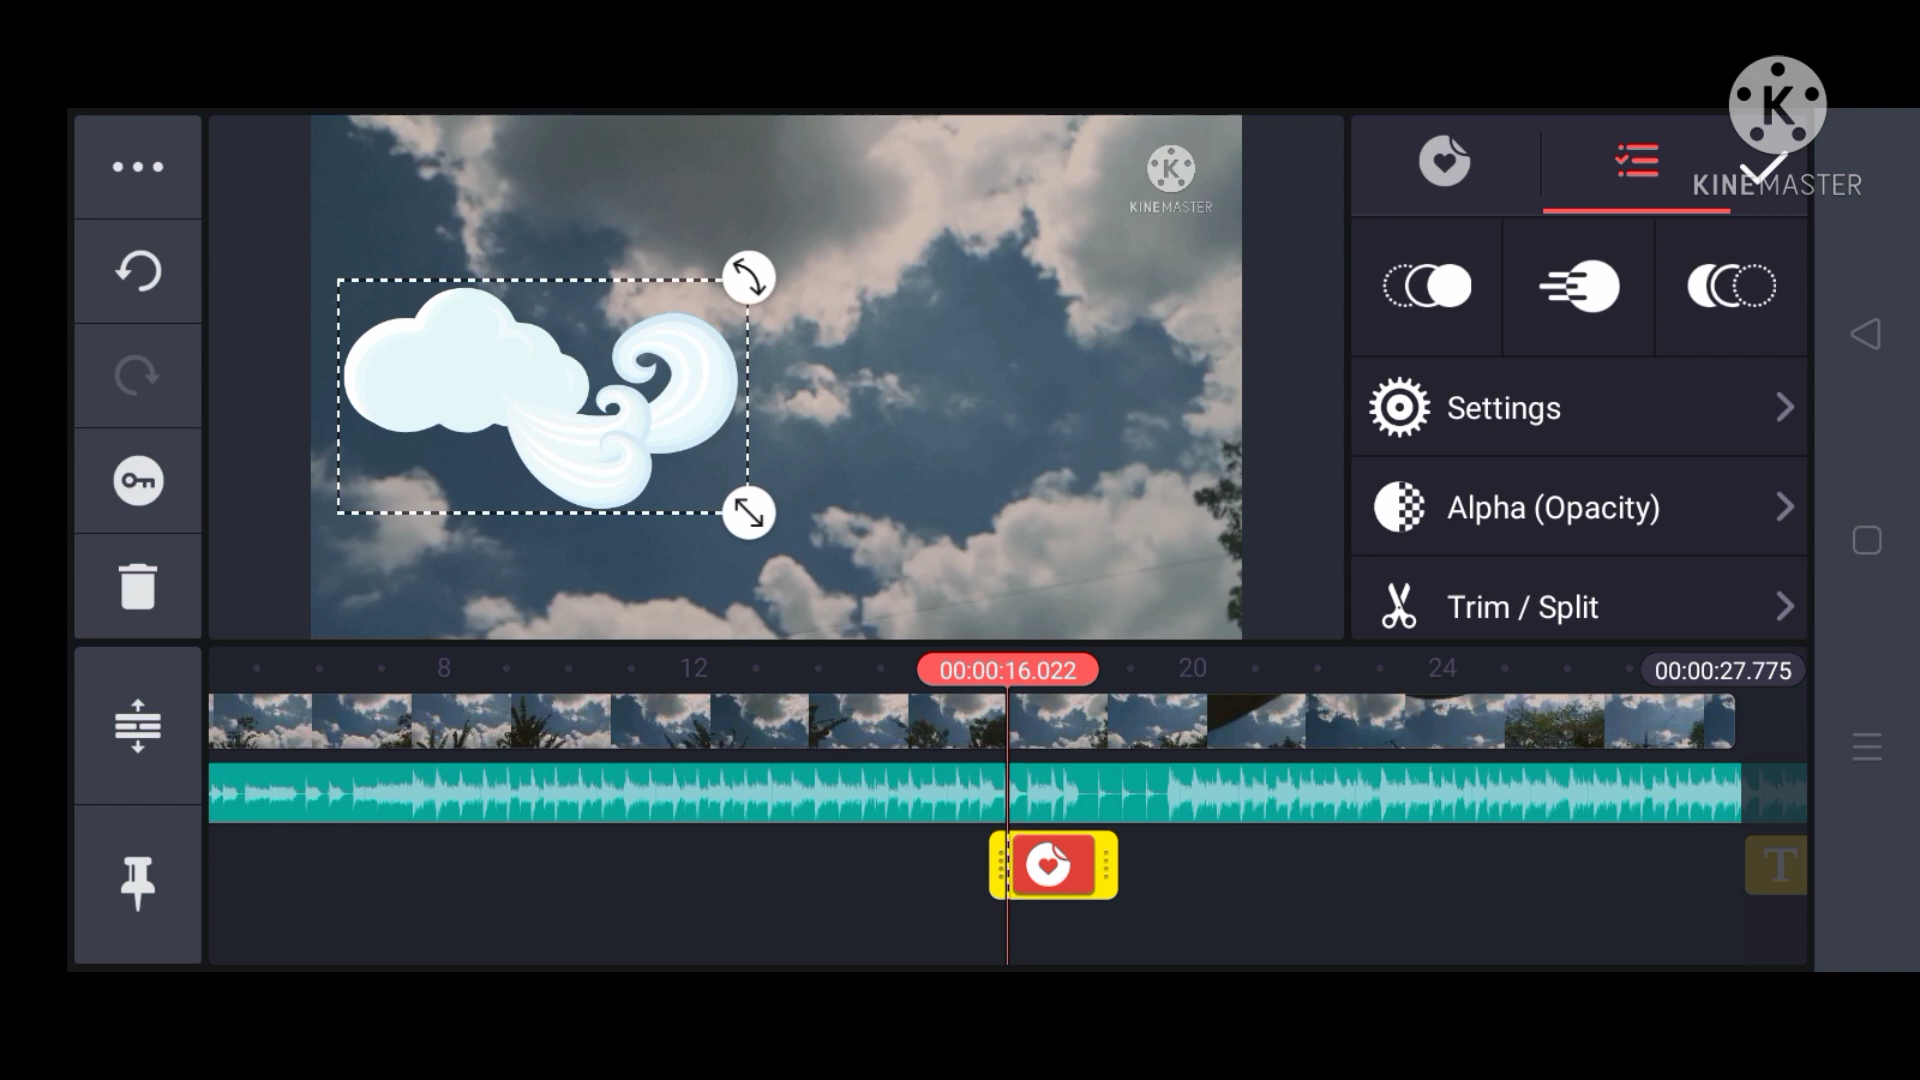 K
KINEMASTER
K
KINEMASTER
Settings
Alpha (Opacity)
Trim / Split
8
12
00:00:16.022
20
24
00:00:27.775
T